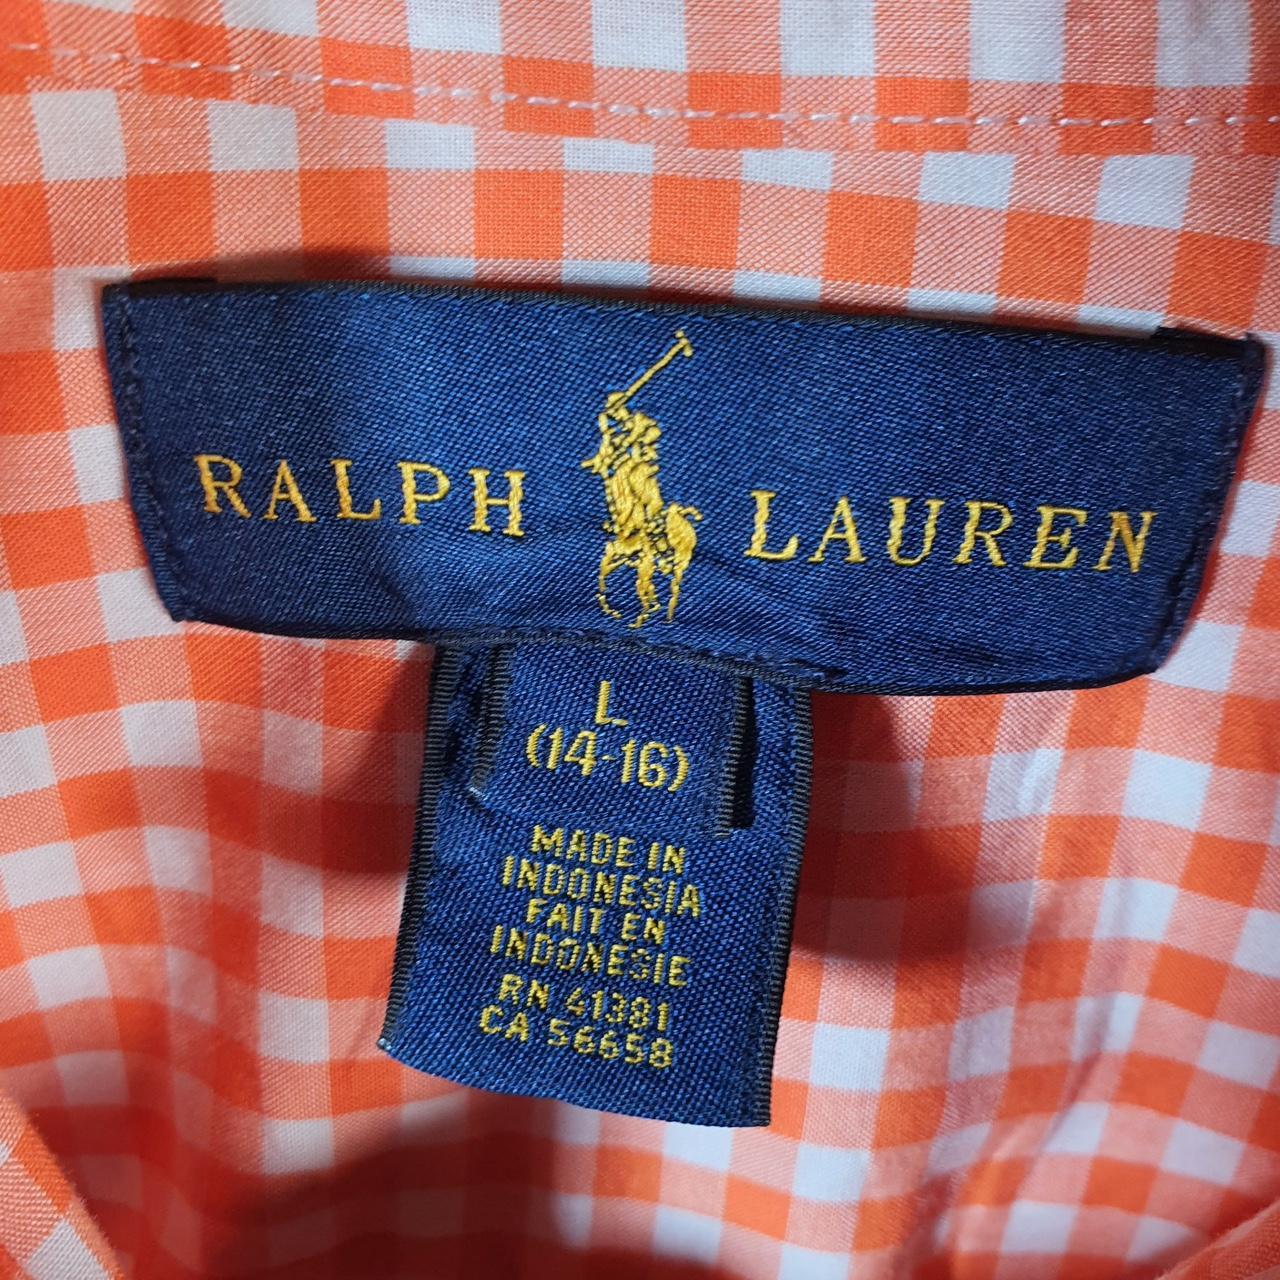 RALPH LAUREN
L
(14-16)
MADE IN
INDONESIA
FAIT EN
INDONESIE
RN 41381
CA 56658